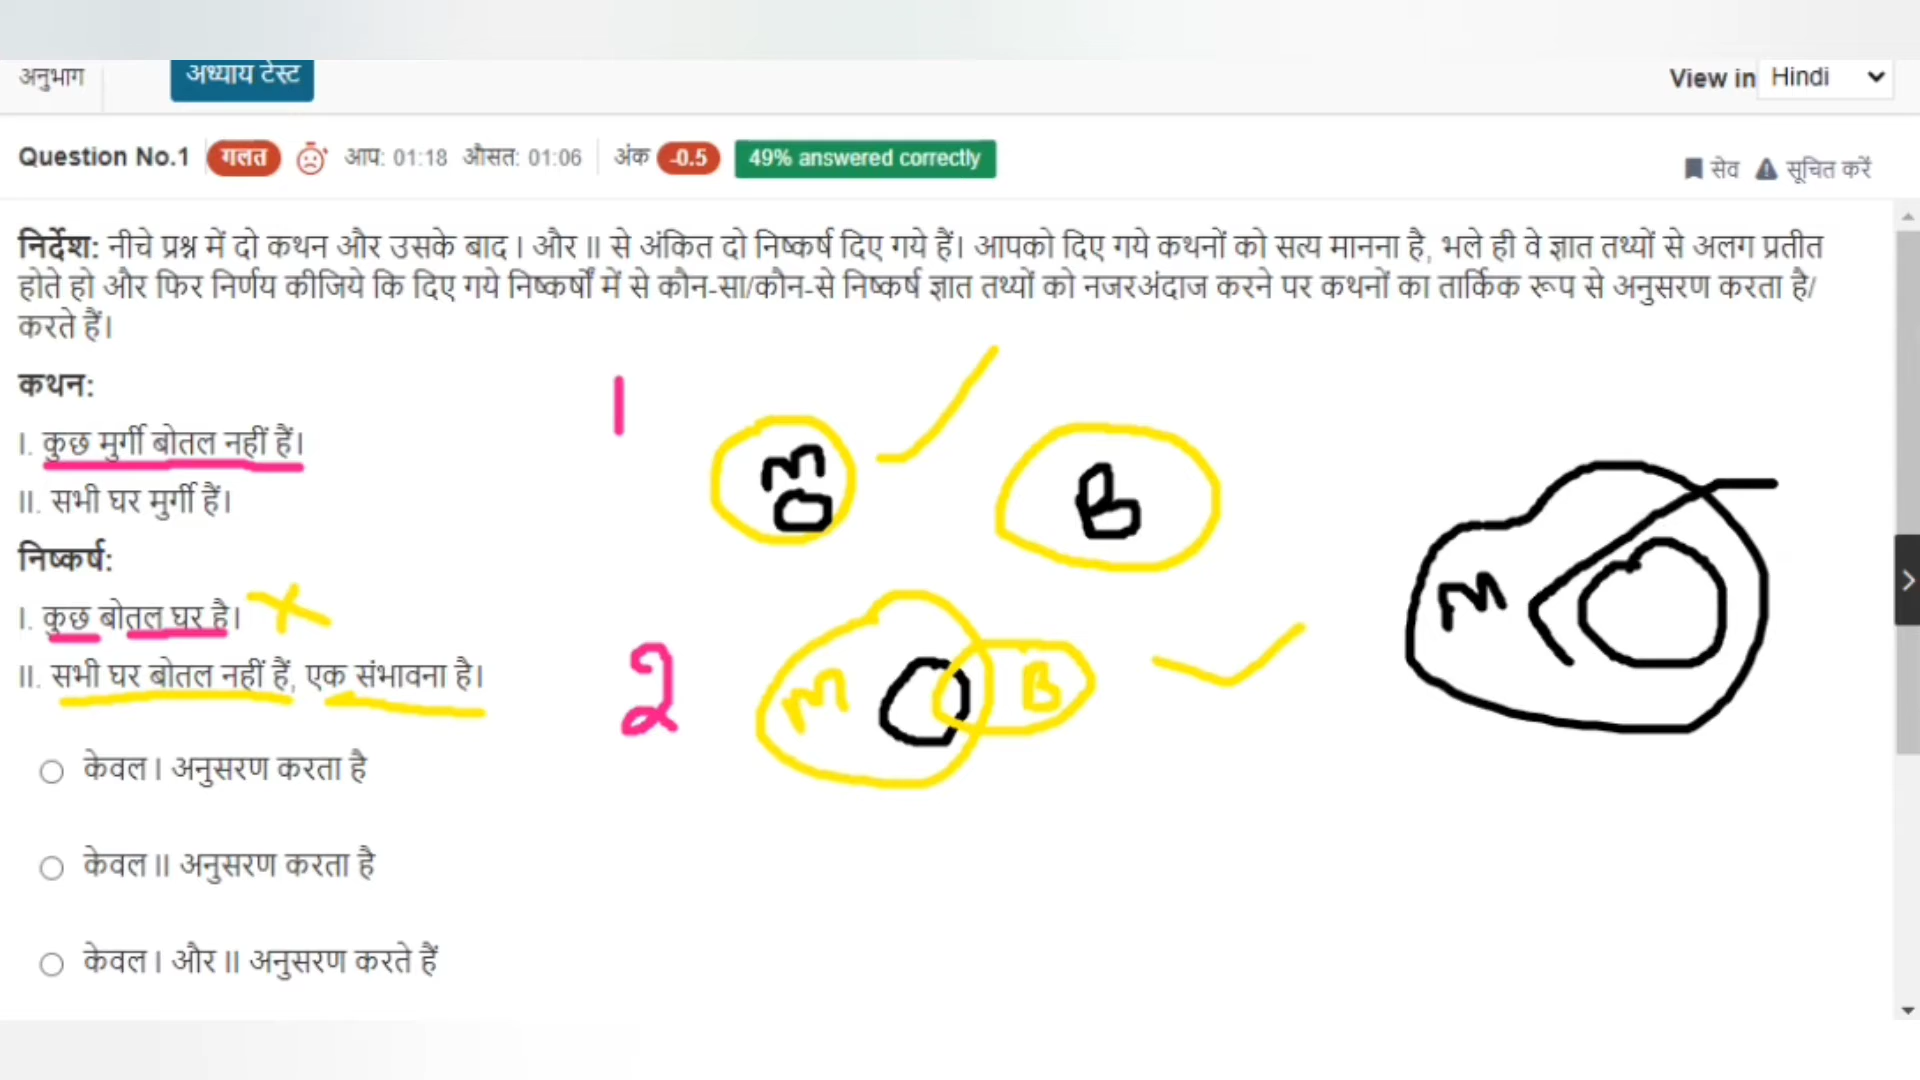 अनुभाग
अध्याय टेस्ट
View in Hindi
Question No.1 गलत आप: 01:18 औसत: 01:06 अंक -0.5 49% answered correctly
सेव सूचित करें
निर्देश: नीचे प्रश्न में दो कथन और उसके बाद I और II से अंकित दो निष्कर्ष दिए गये हैं। आपको दिए गये कथनों को सत्य मानना है, भले ही वे ज्ञात तथ्यों से अलग प्रतीत
होते हो और फिर निर्णय कीजिये कि दिए गये निष्कर्षों में से कौन-सा/कौन-से निष्कर्ष ज्ञात तथ्यों को नजरअंदाज करने पर कथनों का तार्किक रूप से अनुसरण करता है/
करते हैं।
कथन:
I. कुछ मुर्गी बोतल नहीं हैं।
II. सभी घर मुर्गी हैं।
निष्कर्ष:
I. कुछ बोतल घर है।
II. सभी घर बोतल नहीं हैं, एक संभावना है।
केवल I अनुसरण करता है
केवल II अनुसरण करता है
केवल I और II अनुसरण करते हैं
1
M
B
2
M
B
M